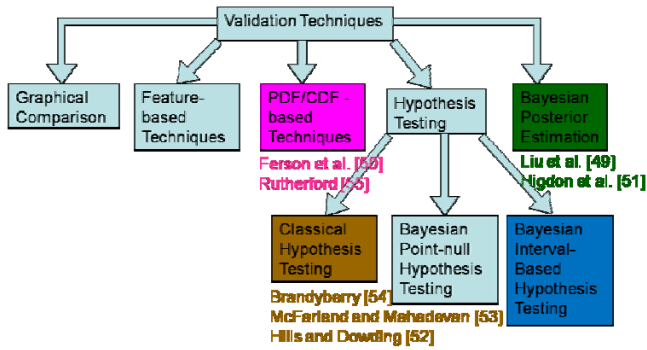 Validation Techniques
Graphical
Comparison
Feature-
based
Techniques
PDF/CDF -
based
Techniques
Hypothesis
Testing
Bayesian
Posterior
Estimation
Ferson et al. [50]
Rutherford [55]
Liu et al. [49]
Higdon et al. [51]
Classical
Hypothesis
Testing
Bayesian
Point-null
Hypothesis
Testing
Bayesian
Interval-
Based
Hypothesis
Testing
Brandyberry [54]
McFarland and Mahadevan [53]
Hills and Dowding [52]